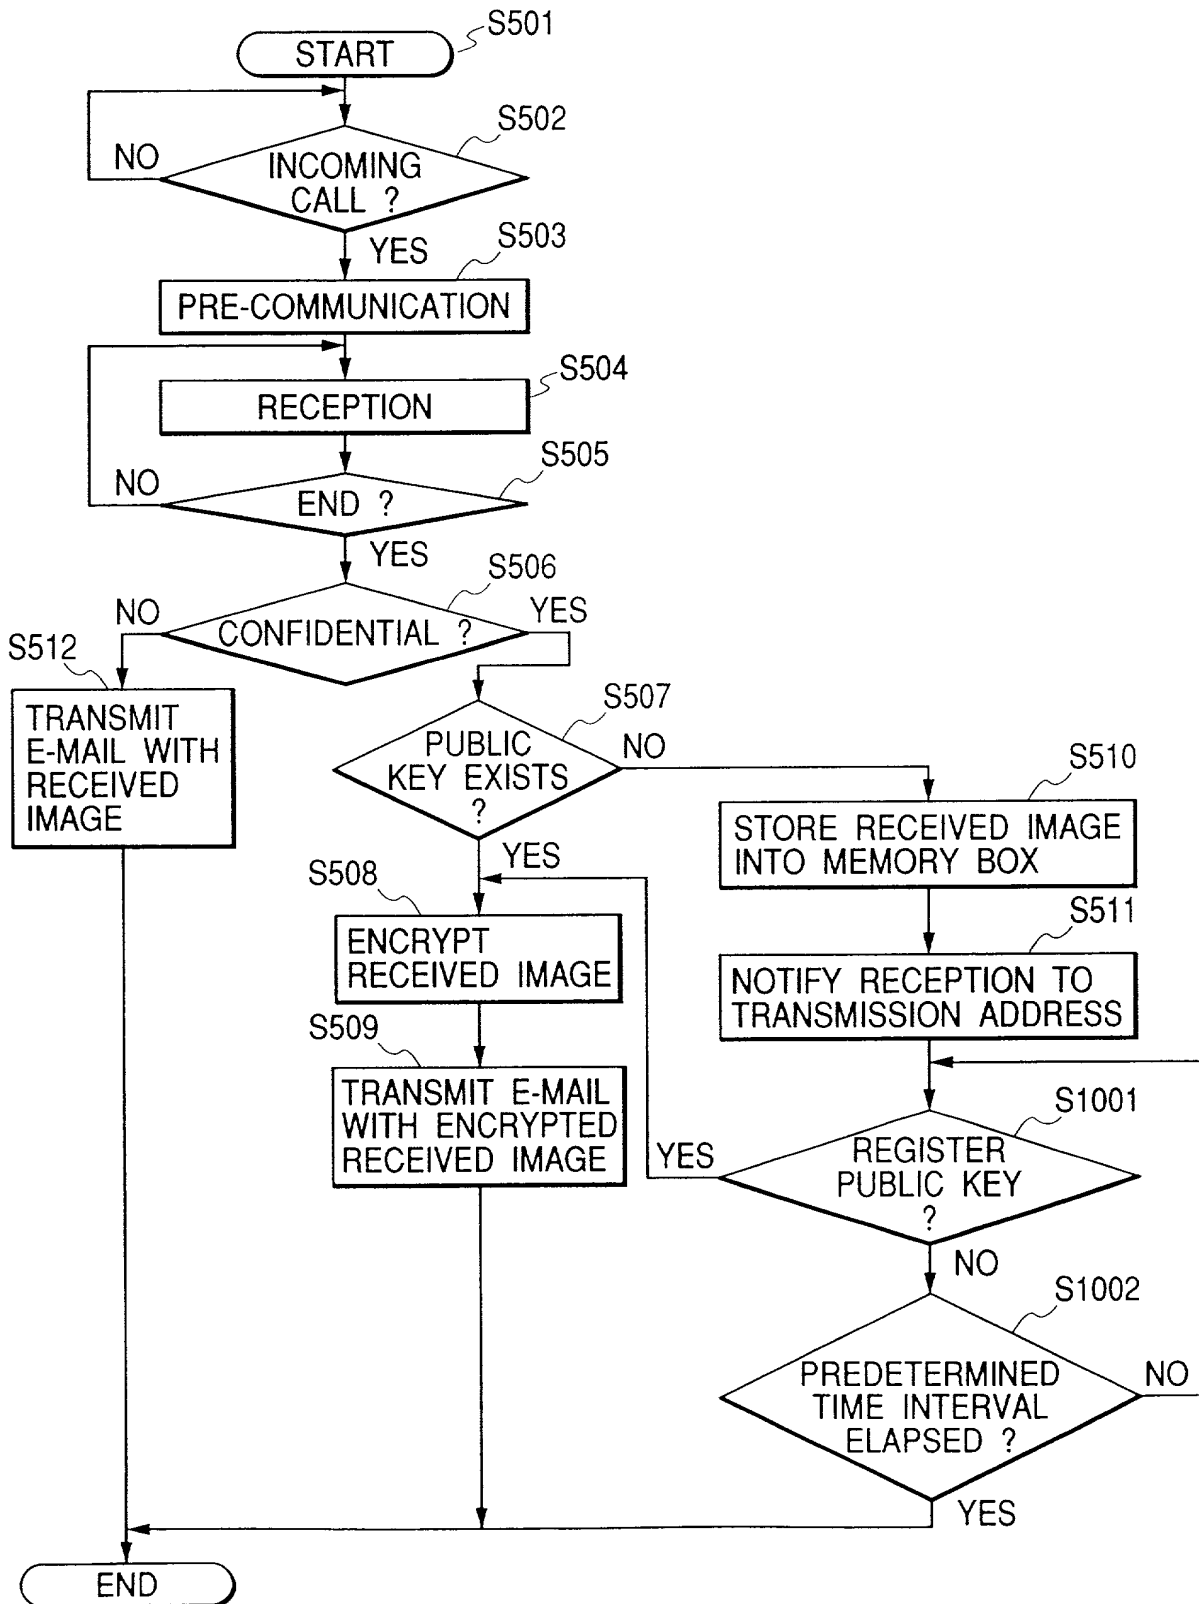 S501
START
S502
NO
INCOMING
CALL ?
YES
S503
PRE-COMMUNICATION
S504
RECEPTION
S505
NO
END ?
YES
S506
NO
YES
CONFIDENTIAL ?
S512
TRANSMIT
E-MAIL WITH
RECEIVED
IMAGE
S507
PUBLIC
KEY EXISTS
?
NO
YES
S510
STORE RECEIVED IMAGE
INTO MEMORY BOX
S508
ENCRYPT
RECEIVED IMAGE
S511
NOTIFY RECEPTION TO
TRANSMISSION ADDRESS
S509
TRANSMIT E-MAIL
WITH ENCRYPTED
RECEIVED IMAGE
S1001
YES
REGISTER
PUBLIC KEY
?
NO
S1002
PREDETERMINED
TIME INTERVAL
ELAPSED ?
NO
YES
END